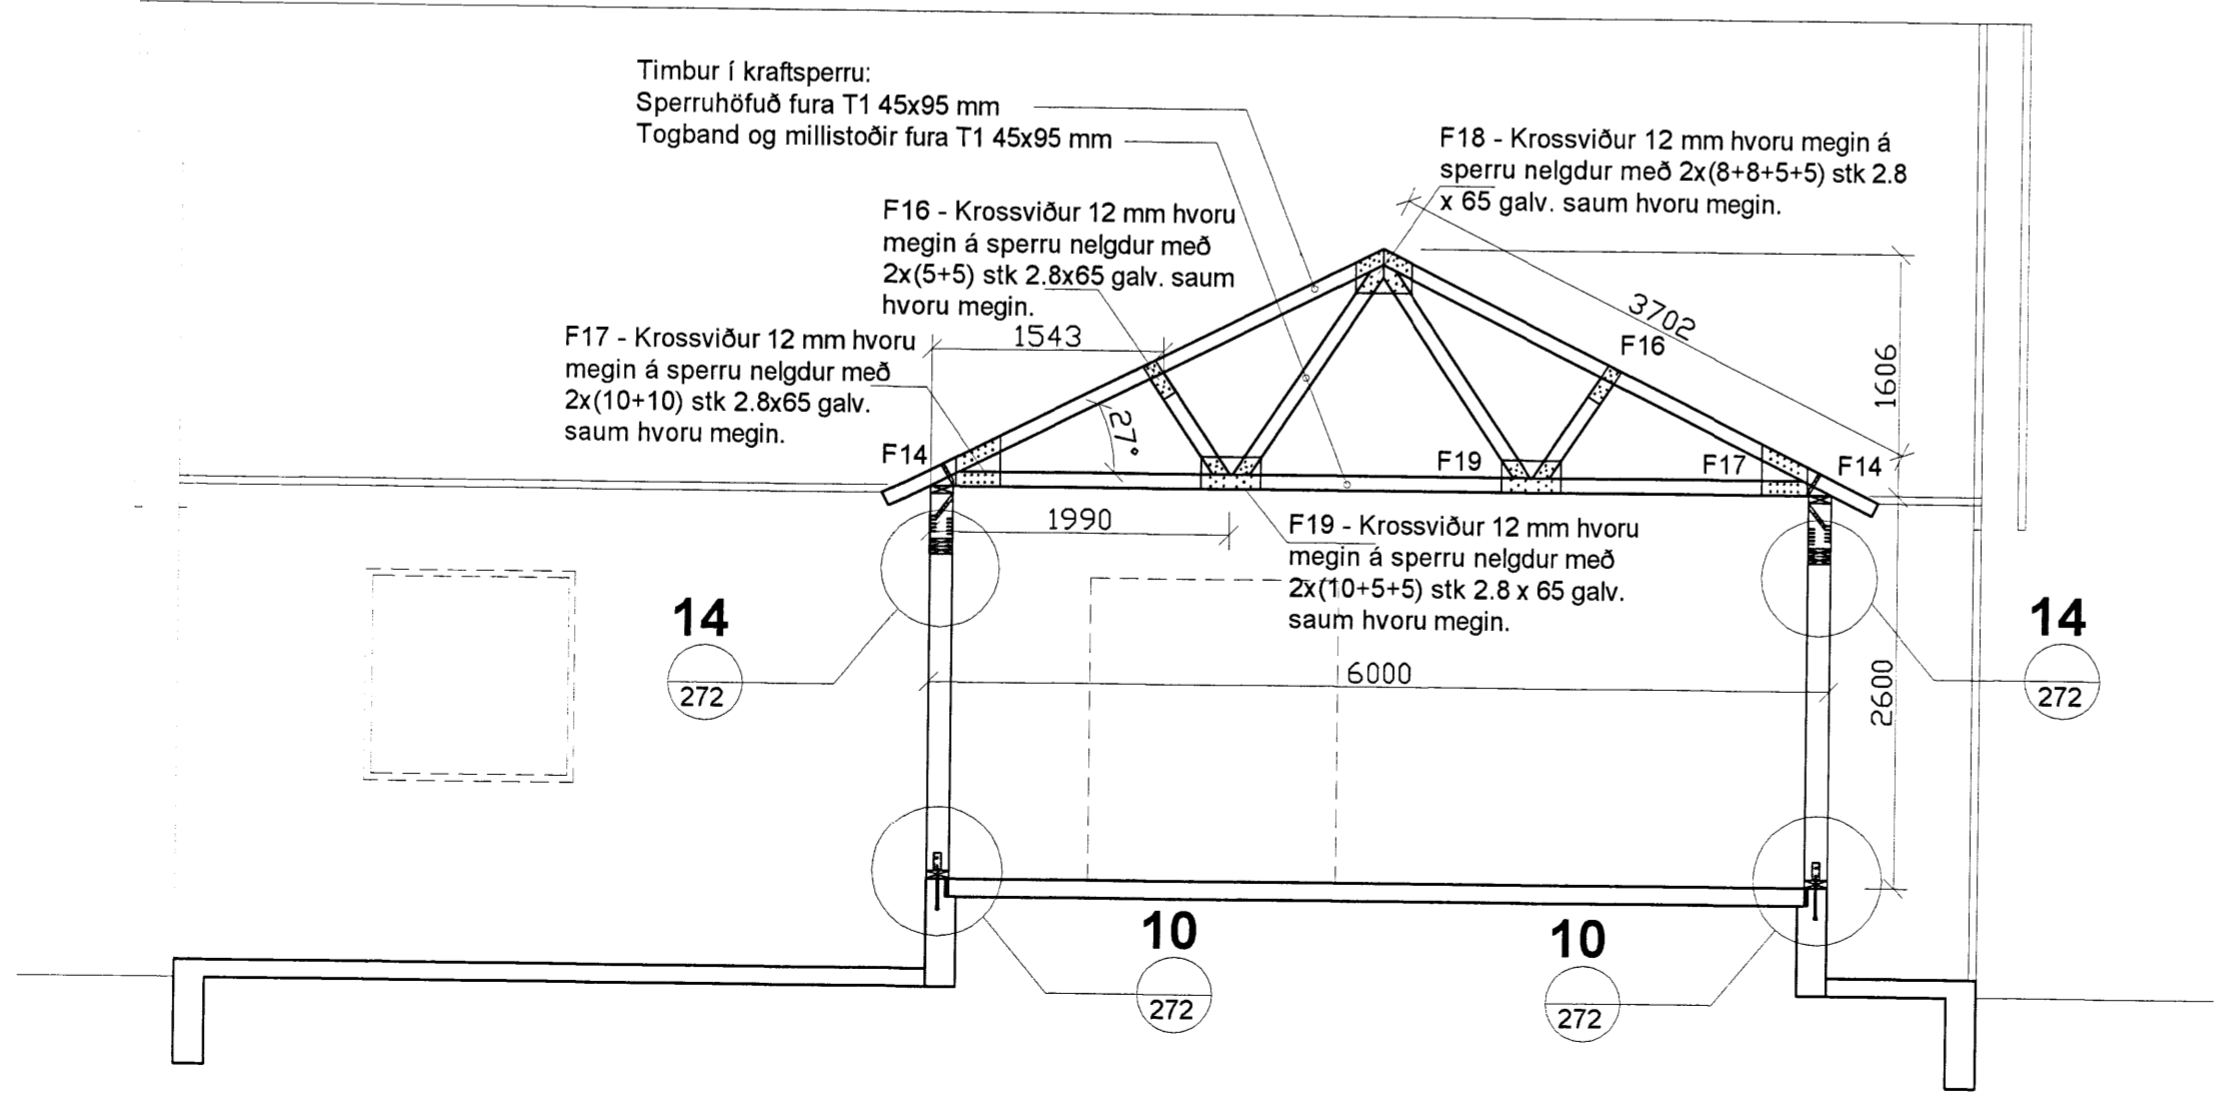 Timbur í kraftsperru:
Sperruhöfuð fura T1 45x95 mm
Togband og millistoðir fura T1 45x95 mm
F18 - Krossviður 12 mm hvoru megin á
sperru nelgdur með 2x(8+8+5+5) stk 2.8
x 65 galv. saum hvoru megin.
F16 - Krossviður 12 mm hvoru
megin á sperru nelgdur með
2x(5+5) stk 2.8x65 galv. saum
hvoru megin.
F17 - Krossviður 12 mm hvoru
megin á sperru nelgdur með
2x(10+10) stk 2.8x65 galv.
saum hvoru megin.
1543
3702
F16
1606
27°
F14
F19
F17
F14
1990
F19 - Krossviður 12 mm hvoru
megin á sperru nelgdur með
2x(10+5+5) stk 2.8 x 65 galv.
saum hvoru megin.
14
272
6000
2600
14
272
10
272
10
272